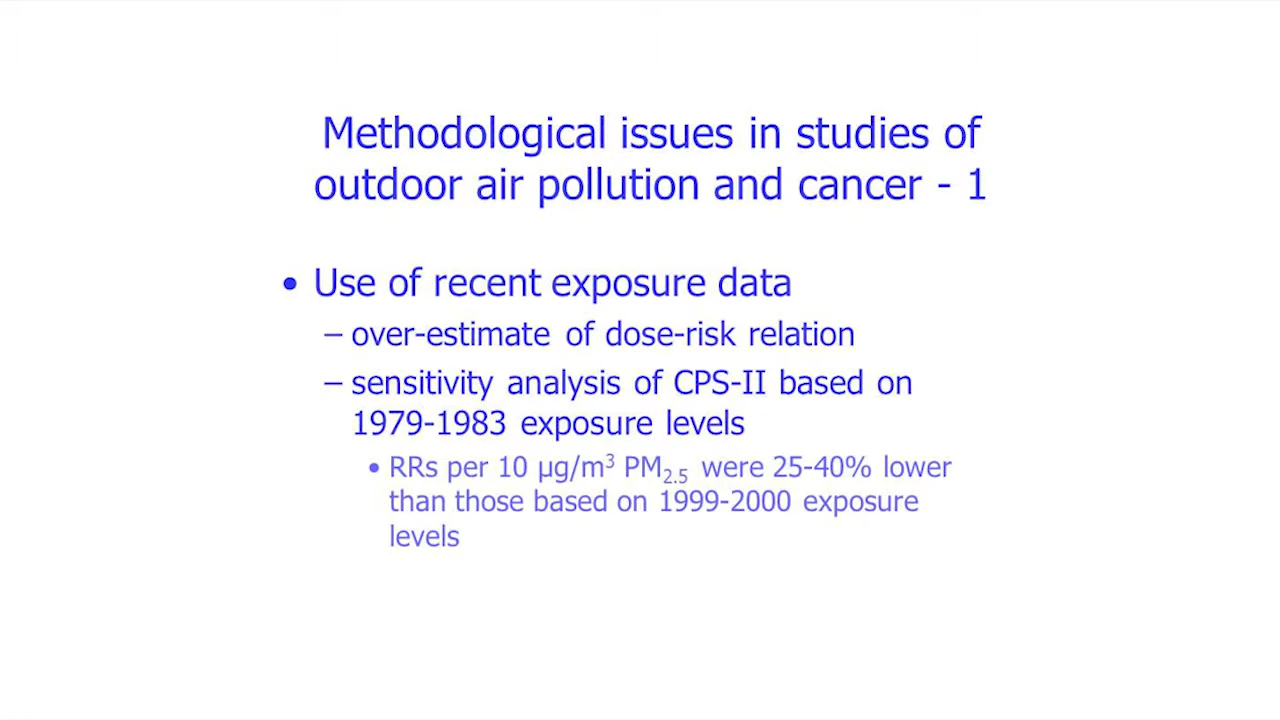 Methodological issues in studies of
outdoor air pollution and cancer - 1
• Use of recent exposure data
– over-estimate of dose-risk relation
– sensitivity analysis of CPS-II based on
1979-1983 exposure levels
• RRs per 10 µg/m³ PM₂.₅ were 25-40% lower
than those based on 1999-2000 exposure
levels